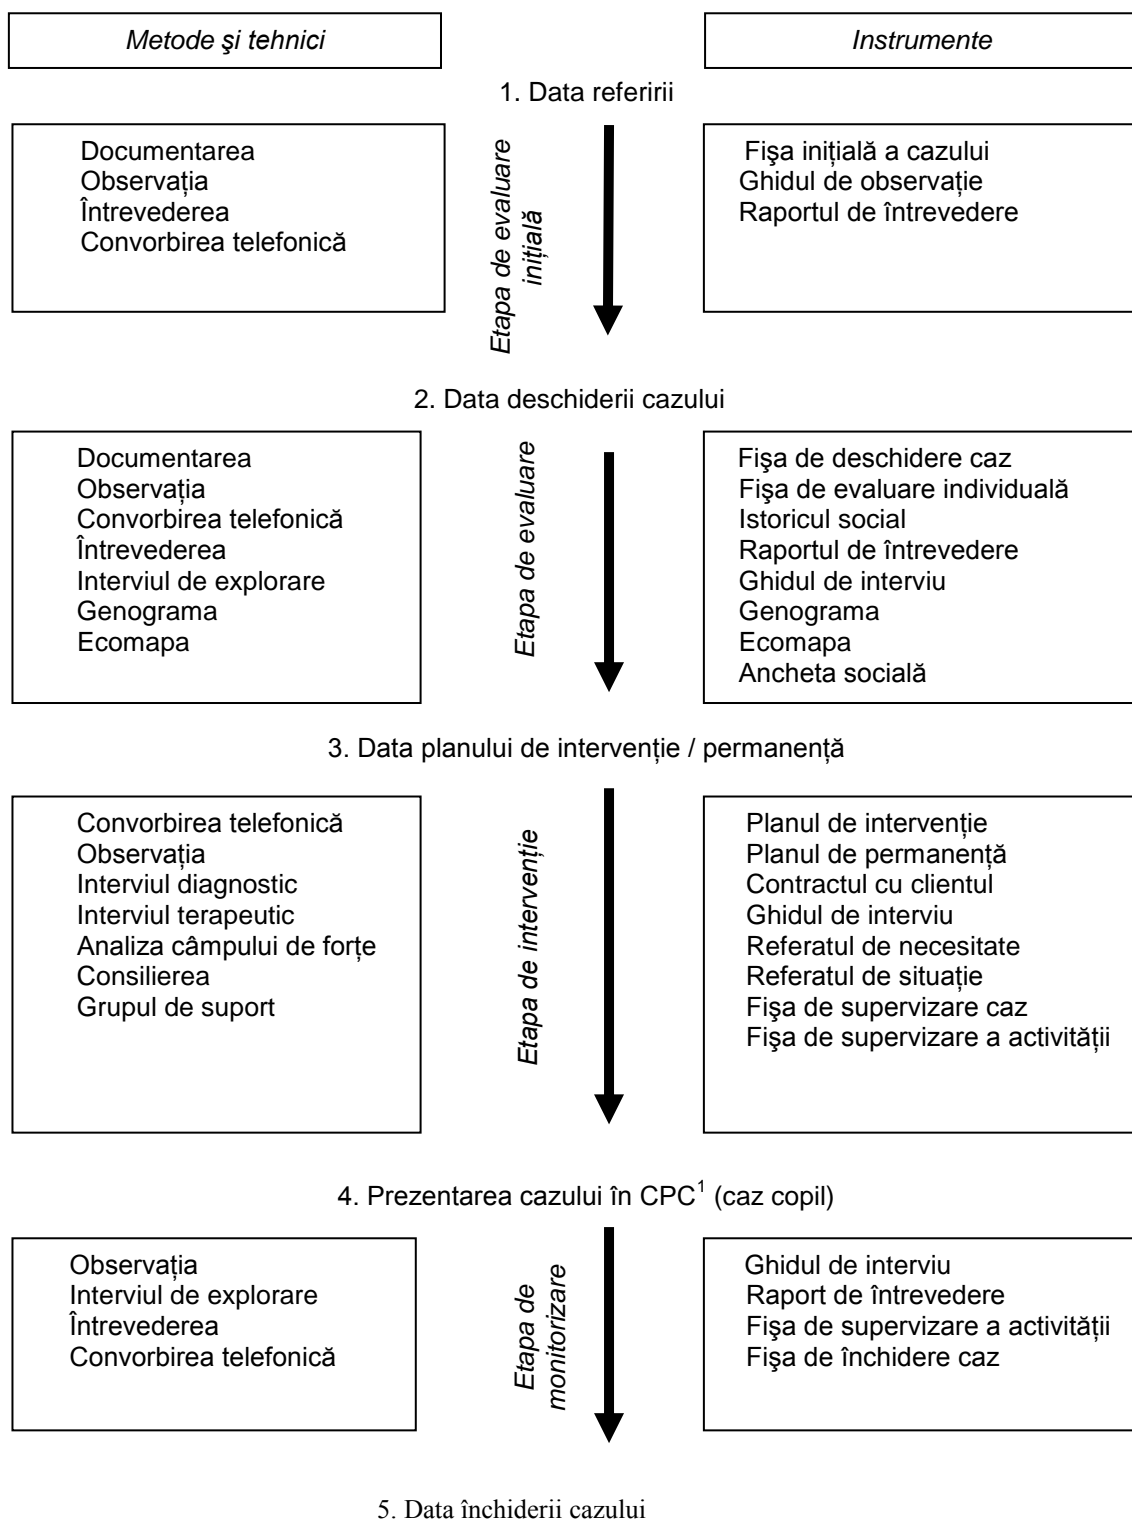 Metode şi tehnici
Instrumente
1. Data referirii
Documentarea
Observația
Întrevederea
Convorbirea telefonică
Etapa de evaluare
inițială
Fişa inițială a cazului
Ghidul de observație
Raportul de întrevedere
2. Data deschiderii cazului
Documentarea
Observația
Convorbirea telefonică
Întrevederea
Interviul de explorare
Genograma
Ecomapa
Etapa de evaluare
Fişa de deschidere caz
Fişa de evaluare individuală
Istoricul social
Raportul de întrevedere
Ghidul de interviu
Genograma
Ecomapa
Ancheta socială
3. Data planului de intervenție / permanență
Convorbirea telefonică
Observația
Interviul diagnostic
Interviul terapeutic
Analiza câmpului de forțe
Consilierea
Grupul de suport
Etapa de intervenție
Planul de intervenție
Planul de permanență
Contractul cu clientul
Ghidul de interviu
Referatul de necesitate
Referatul de situație
Fişa de supervizare caz
Fişa de supervizare a activității
4. Prezentarea cazului în CPC¹ (caz copil)
Observația
Interviul de explorare
Întrevederea
Convorbirea telefonică
Etapa de
monitorizare
Ghidul de interviu
Raport de întrevedere
Fişa de supervizare a activității
Fişa de închidere caz
5. Data închiderii cazului